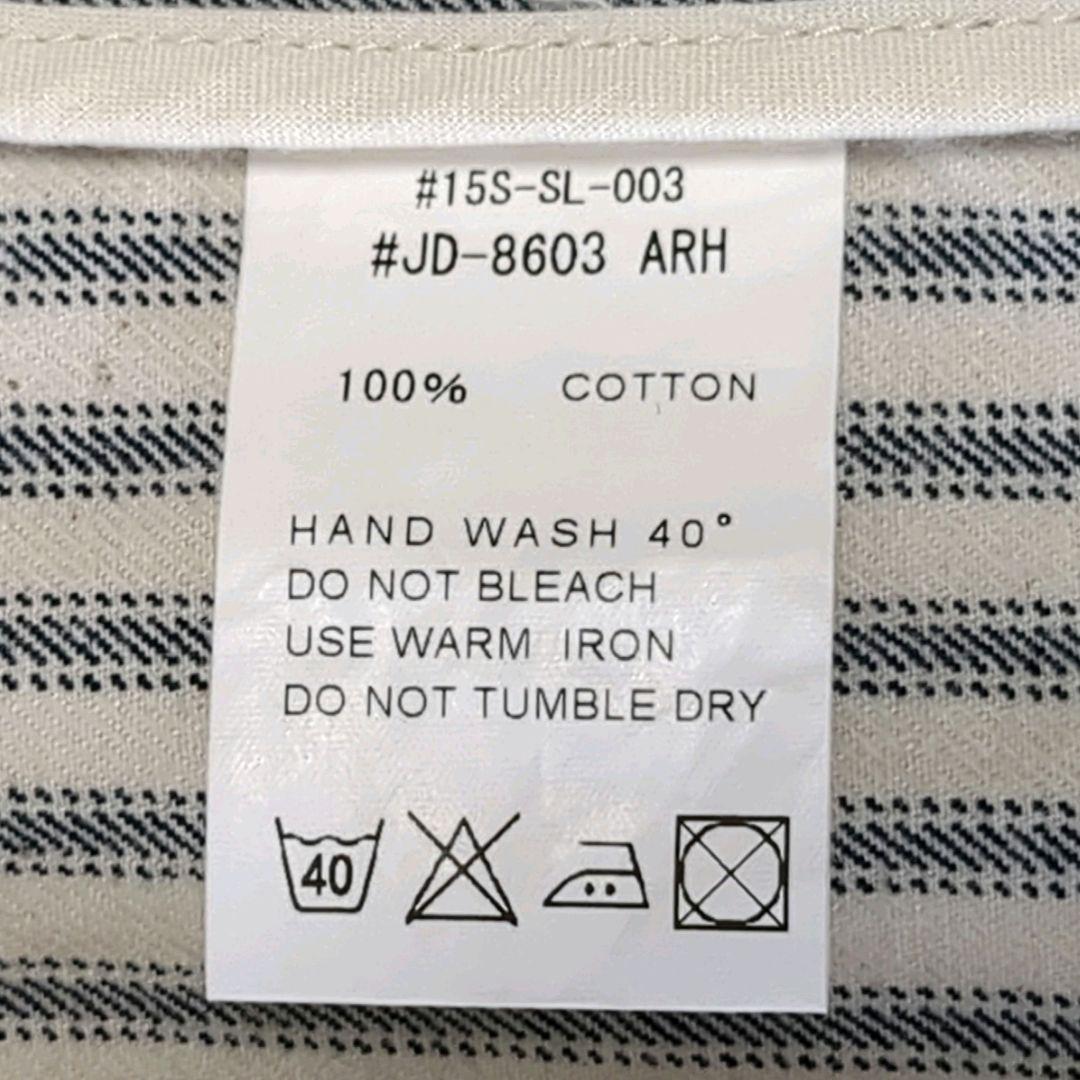 #15S-SL-003
#JD-8603 ARH
100% COTTON
HAND WASH 40°
DO NOT BLEACH
USE WARM IRON
DO NOT TUMBLE DRY
40